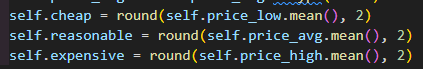 self.cheap = round(self.price_low.mean(), 2)
self.reasonable = round(self.price_avg.mean(), 2)
self.expensive = round(self.price_high.mean(), 2)